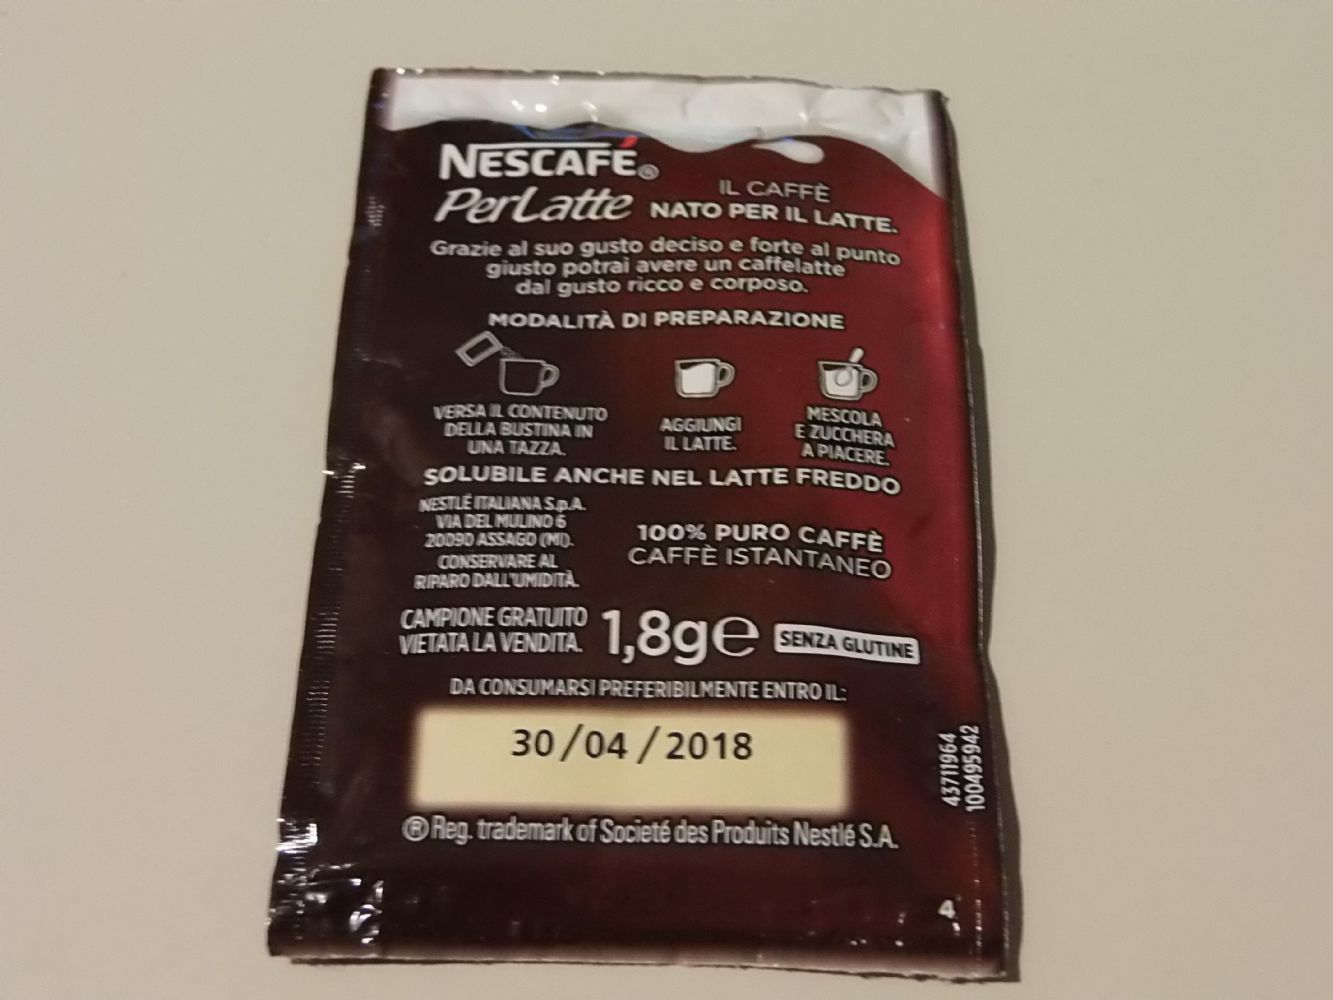 NESCAFÉ®
PerLatte
IL CAFFÈ
NATO PER IL LATTE.
Grazie al suo gusto deciso e forte al punto
giusto potrai avere un caffelatte
dal gusto ricco e corposo.
MODALITÀ DI PREPARAZIONE
VERSA IL CONTENUTO
DELLA BUSTINA IN
UNA TAZZA.
AGGIUNGI
IL LATTE.
MESCOLA
E ZUCCHERA
A PIACERE.
SOLUBILE ANCHE NEL LATTE FREDDO
NESTLÉ ITALIANA S.p.A.
VIA DEL MULINO 6
20090 ASSAGO (MI).
CONSERVARE AL
RIPARO DALL'UMIDITÀ.
100% PURO CAFFÈ
CAFFÈ ISTANTANEO
CAMPIONE GRATUITO
VIETATA LA VENDITA.
1,8g℮
SENZA GLUTINE
DA CONSUMARSI PREFERIBILMENTE ENTRO IL:
30/04/2018
43711964
100495942
® Reg. trademark of Societé des Produits Nestlé S.A.
4